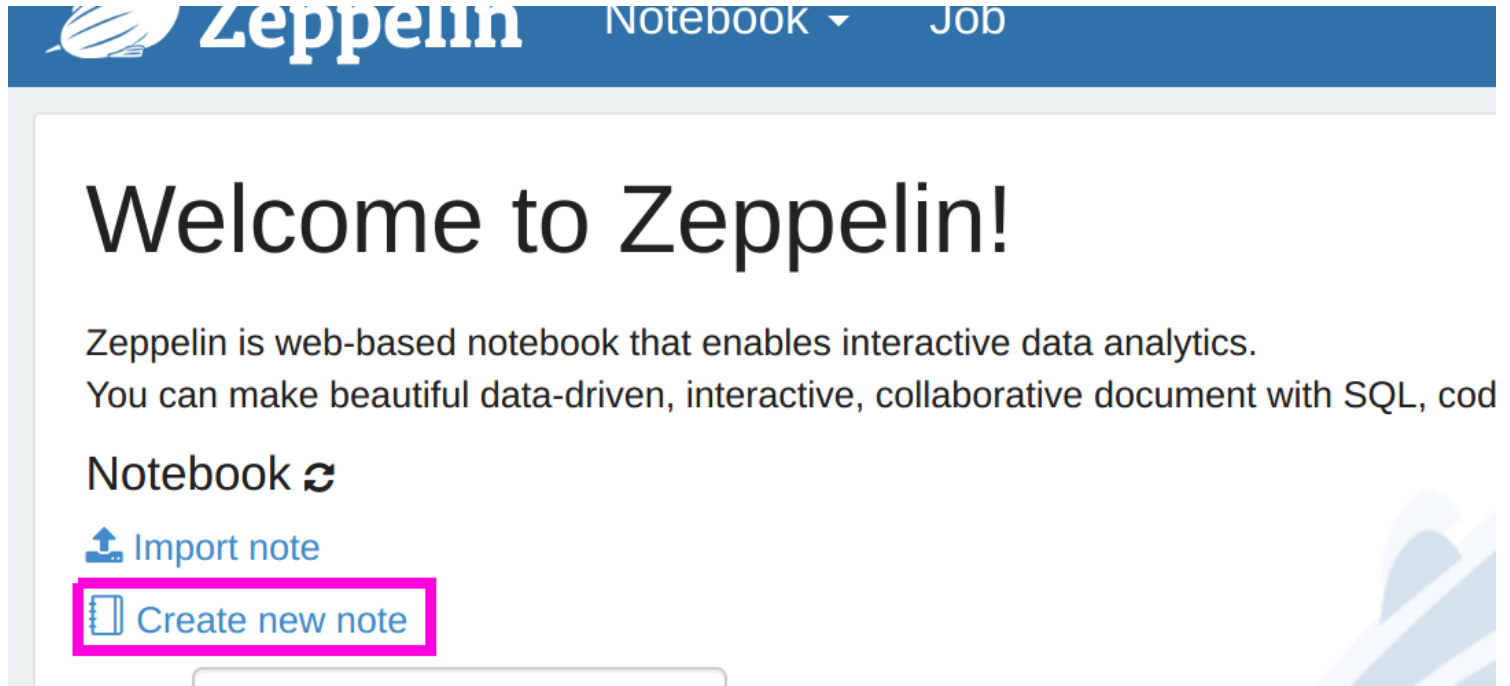 Zeppelin Notebook Job
Welcome to Zeppelin!
Zeppelin is web-based notebook that enables interactive data analytics.
You can make beautiful data-driven, interactive, collaborative document with SQL, cod
Notebook
Import note
Create new note